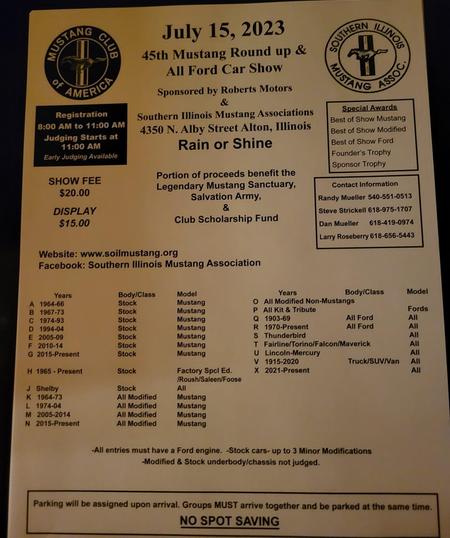 MUSTANG CLUB of AMERICA
July 15, 2023
45th Mustang Round up &
All Ford Car Show
Sponsored by Roberts Motors
&
Southern Illinois Mustang Associations
4350 N. Alby Street Alton, Illinois
Rain or Shine
SOUTHERN ILLINOIS MUSTANG ASSOC.
Registration
8:00 AM to 11:00 AM
Judging Starts at
11:00 AM
Early Judging Available
SHOW FEE
$20.00
DISPLAY
$15.00
Portion of proceeds benefit the
Legendary Mustang Sanctuary,
Salvation Army,
&
Club Scholarship Fund
Special Awards
Best of Show Mustang
Best of Show Modified
Best of Show Ford
Founder's Trophy
Sponsor Trophy
Contact Information
Randy Mueller 540-551-0513
Steve Strickell 618-975-1707
Dan Mueller 618-419-0974
Larry Roseberry 618-656-5443
Website: www.soilmustang.org
Facebook: Southern Illinois Mustang Association
Years Body/Class Model
A 1964-66 Stock Mustang
B 1967-73 Stock Mustang
C 1974-93 Stock Mustang
D 1994-04 Stock Mustang
E 2005-09 Stock Mustang
F 2010-14 Stock Mustang
G 2015-Present Stock Mustang
H 1965 - Present Stock Factory Spcl Ed.
/Roush/Saleen/Foose
J Shelby Stock All
K 1964-73 All Modified Mustang
L 1974-04 All Modified Mustang
M 2005-2014 All Modified Mustang
N 2015-Present All Modified Mustang
Years Body/Class Model
O All Modified Non-Mustangs
P All Kit & Tribute Fords
Q 1903-69 All Ford All
R 1970-Present All Ford All
S Thunderbird All
T Fairline/Torino/Falcon/Maverick All
U Lincoln-Mercury All
V 1915-2020 Truck/SUV/Van All
X 2021-Present All
-All entries must have a Ford engine. -Stock cars- up to 3 Minor Modifications
-Modified & Stock underbody/chassis not judged.
Parking will be assigned upon arrival. Groups MUST arrive together and be parked at the same time.
NO SPOT SAVING